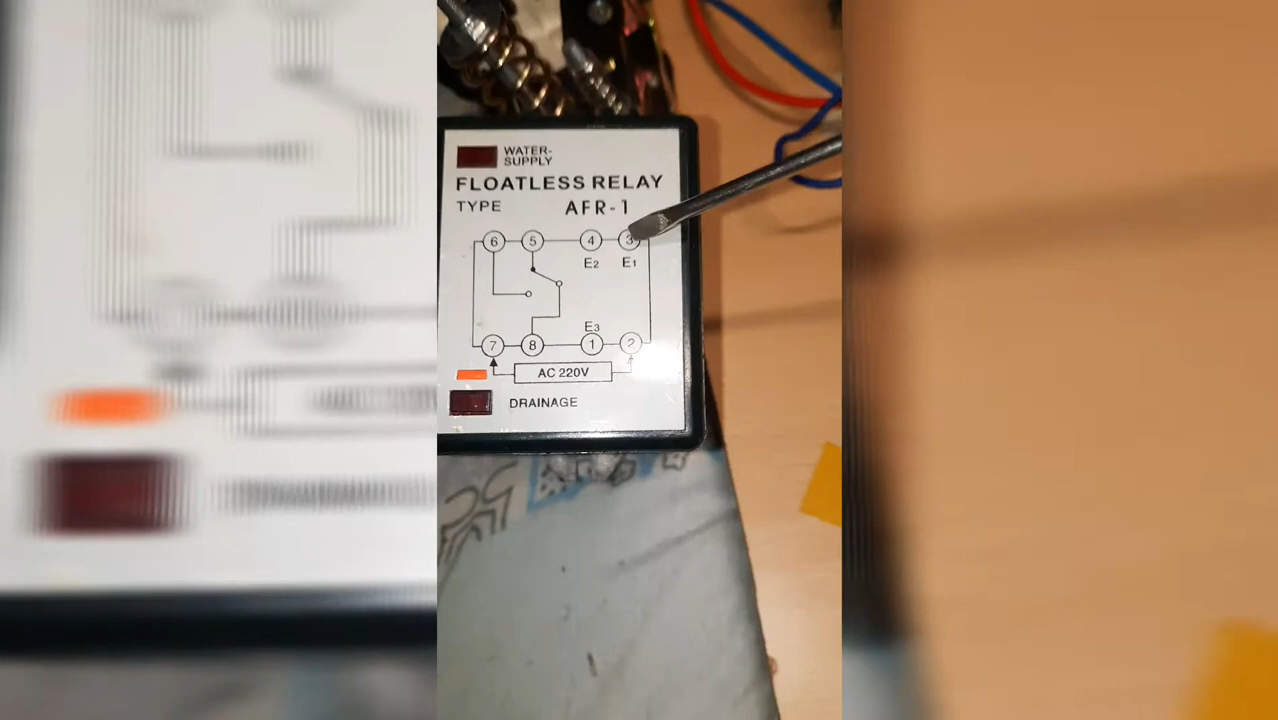 WATER-
SUPPLY
FLOATLESS RELAY
TYPE AFR-1
6 5 4 3
E2 E1
E3
7 8 1 2
AC 220V
DRAINAGE